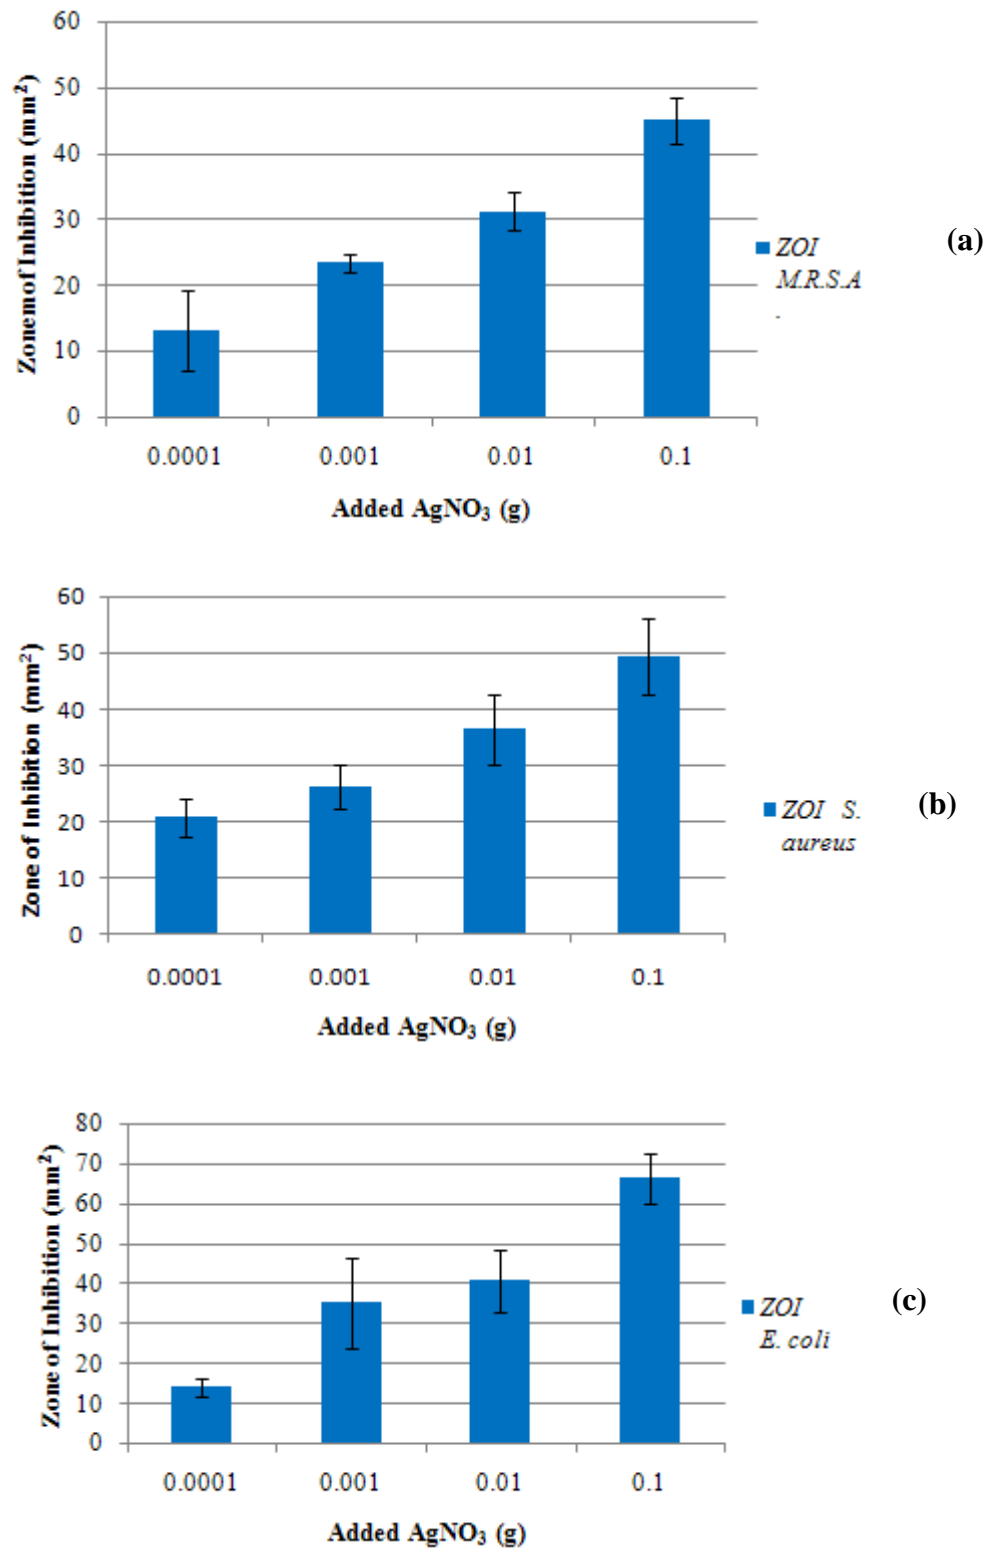 60
50
40
30
20
10
0
Zonemof Inhibition (mm²)
0.0001 0.001 0.01 0.1
Added AgNO₃ (g)
ZOI
M.R.S.A
.
(a)
60
50
40
30
20
10
0
Zone of Inhibition (mm²)
0.0001 0.001 0.01 0.1
Added AgNO₃ (g)
ZOI S.
aureus
(b)
80
70
60
50
40
30
20
10
0
Zone of Inhibition (mm²)
0.0001 0.001 0.01 0.1
Added AgNO₃ (g)
ZOI
E. coli
(c)